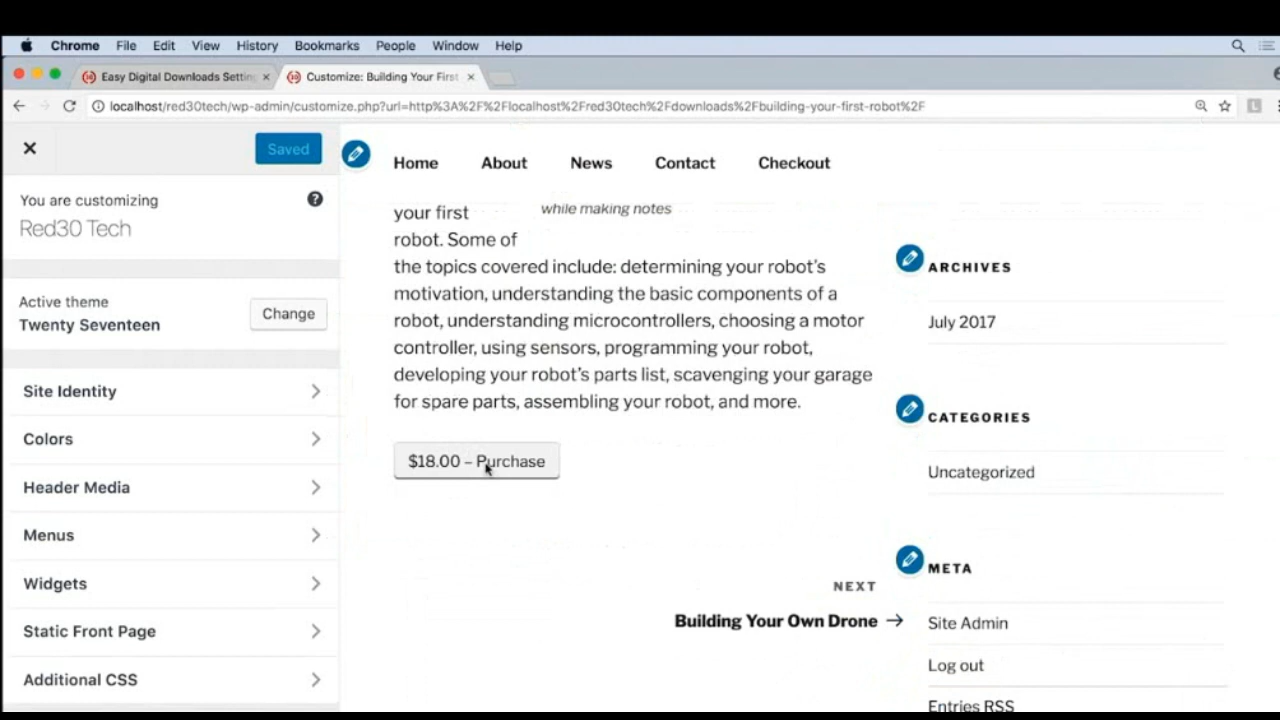 Chrome File Edit View History Bookmarks People Window Help
Easy Digital Downloads Settin
Customize: Building Your First
localhost/red30tech/wp-admin/customize.php?url=http%3A%2F%2Flocalhost%2Fred30tech%2Fdownloads%2Fbuilding-your-first-robot%2F
Saved
You are customizing
Red30 Tech
Active theme
Twenty Seventeen
Change
Site Identity
Colors
Header Media
Menus
Widgets
Static Front Page
Additional CSS
Home About News Contact Checkout
your first
while making notes
robot. Some of
the topics covered include: determining your robot’s
motivation, understanding the basic components of a
robot, understanding microcontrollers, choosing a motor
controller, using sensors, programming your robot,
developing your robot’s parts list, scavenging your garage
for spare parts, assembling your robot, and more.
$18.00 – Purchase
NEXT
Building Your Own Drone →
ARCHIVES
July 2017
CATEGORIES
Uncategorized
META
Site Admin
Log out
Entries RSS